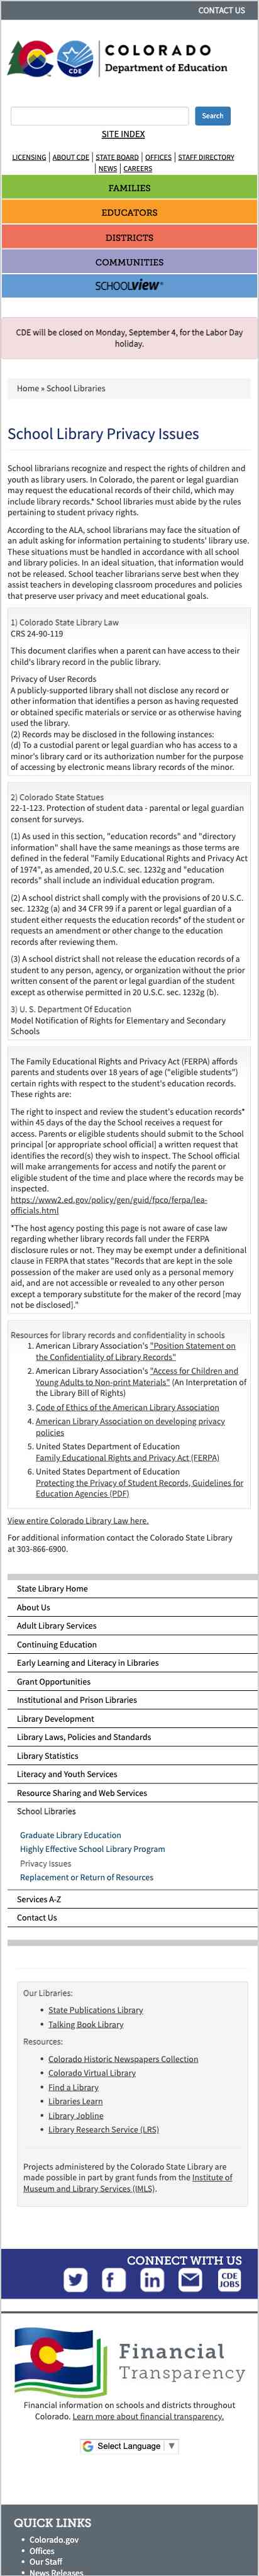 CONTACT US
COLORADO
Department of Education
CDE
Search
SITE INDEX
LICENSING | ABOUT CDE | STATE BOARD | OFFICES | STAFF DIRECTORY
| NEWS | CAREERS
FAMILIES
EDUCATORS
DISTRICTS
COMMUNITIES
SCHOOLVIEW®
CDE will be closed on Monday, September 4, for the Labor Day
holiday.
Home » School Libraries
School Library Privacy Issues
School librarians recognize and respect the rights of children and
youth as library users. In Colorado, the parent or legal guardian
may request the educational records of their child, which may
include library records.* School libraries must abide by the rules
pertaining to student privacy rights.
According to the ALA, school librarians may face the situation of
an adult asking for information pertaining to students' library use.
These situations must be handled in accordance with all school
and library policies. In an ideal situation, that information would
not be released. School teacher librarians serve best when they
assist teachers in developing classroom procedures and policies
that preserve user privacy and meet educational goals.
1) Colorado State Library Law
CRS 24-90-119
This document clarifies when a parent can have access to their
child's library record in the public library.
Privacy of User Records
A publicly-supported library shall not disclose any record or
other information that identifies a person as having requested
or obtained specific materials or service or as otherwise having
used the library.
(2) Records may be disclosed in the following instances:
(d) To a custodial parent or legal guardian who has access to a
minor's library card or its authorization number for the purpose
of accessing by electronic means library records of the minor.
2) Colorado State Statues
22-1-123. Protection of student data - parental or legal guardian
consent for surveys.
(1) As used in this section, "education records" and "directory
information" shall have the same meanings as those terms are
defined in the federal "Family Educational Rights and Privacy Act
of 1974", as amended, 20 U.S.C. sec. 1232g and "education
records" shall include an individual education program.
(2) A school district shall comply with the provisions of 20 U.S.C.
sec. 1232g (a) and 34 CFR 99 if a parent or legal guardian of a
student either requests the education records* of the student or
requests an amendment or other change to the education
records after reviewing them.
(3) A school district shall not release the education records of a
student to any person, agency, or organization without the prior
written consent of the parent or legal guardian of the student
except as otherwise permitted in 20 U.S.C. sec. 1232g (b).
3) U. S. Department Of Education
Model Notification of Rights for Elementary and Secondary
Schools
The Family Educational Rights and Privacy Act (FERPA) affords
parents and students over 18 years of age ("eligible students")
certain rights with respect to the student's education records.
These rights are:
The right to inspect and review the student's education records*
within 45 days of the day the School receives a request for
access. Parents or eligible students should submit to the School
principal [or appropriate school official] a written request that
identifies the record(s) they wish to inspect. The School official
will make arrangements for access and notify the parent or
eligible student of the time and place where the records may be
inspected.
https://www2.ed.gov/policy/gen/guid/fpco/ferpa/lea-
officials.html
*The host agency posting this page is not aware of case law
regarding whether library records fall under the FERPA
disclosure rules or not. They may be exempt under a definitional
clause in FERPA that states "Records that are kept in the sole
possession of the maker are used only as a personal memory
aid, and are not accessible or revealed to any other person
except a temporary substitute for the maker of the record [may
not be disclosed]."
Resources for library records and confidentiality in schools
1. American Library Association's "Position Statement on
the Confidentiality of Library Records"
2. American Library Association's "Access for Children and
Young Adults to Non-print Materials" (An Interpretation of
the Library Bill of Rights)
3. Code of Ethics of the American Library Association
4. American Library Association on developing privacy
policies
5. United States Department of Education
Family Educational Rights and Privacy Act (FERPA)
6. United States Department of Education
Protecting the Privacy of Student Records, Guidelines for
Education Agencies (PDF)
View entire Colorado Library Law here.
For additional information contact the Colorado State Library
at 303-866-6900.
State Library Home
About Us
Adult Library Services
Continuing Education
Early Learning and Literacy in Libraries
Grant Opportunities
Institutional and Prison Libraries
Library Development
Library Laws, Policies and Standards
Library Statistics
Literacy and Youth Services
Resource Sharing and Web Services
School Libraries
Graduate Library Education
Highly Effective School Library Program
Privacy Issues
Replacement or Return of Resources
Services A-Z
Contact Us
Our Libraries:
• State Publications Library
• Talking Book Library
Resources:
• Colorado Historic Newspapers Collection
• Colorado Virtual Library
• Find a Library
• Libraries Learn
• Library Jobline
• Library Research Service (LRS)
Projects administered by the Colorado State Library are
made possible in part by grant funds from the Institute of
Museum and Library Services (IMLS).
CONNECT WITH US
CDE
JOBS
Financial
Transparency
Financial information on schools and districts throughout
Colorado. Learn more about financial transparency.
Select Language ▼
QUICK LINKS
• Colorado.gov
• Offices
• Our Staff
• News Releases